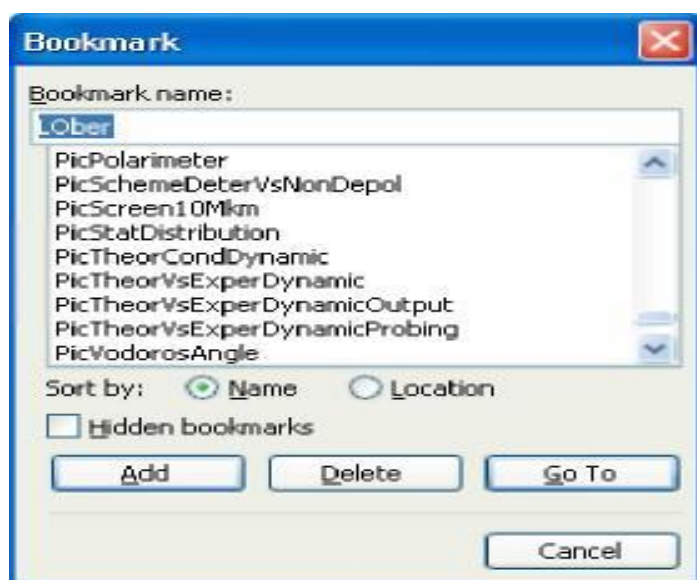 Bookmark
Bookmark name:
LOber
PicPolarimeter
PicSchemeDeterVsNonDepol
PicScreen10Mkm
PicStatDistribution
PicTheorCondDynamic
PicTheorVsExperDynamic
PicTheorVsExperDynamicOutput
PicTheorVsExperDynamicProbing
PicVodorosAngle
Sort by: Name Location
Hidden bookmarks
Add Delete Go To
Cancel